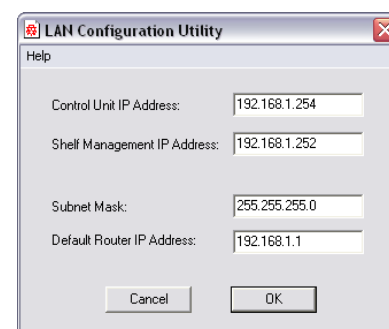 LAN Configuration Utility
Help
Control Unit IP Address: 192.168.1.254
Shelf Management IP Address: 192.168.1.252
Subnet Mask: 255.255.255.0
Default Router IP Address: 192.168.1.1
Cancel OK